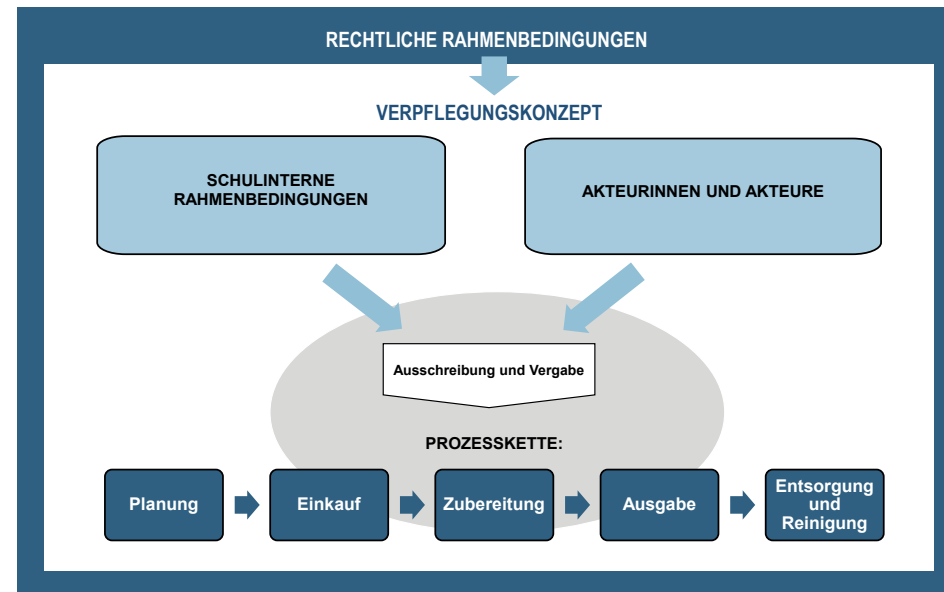 RECHTLICHE RAHMENBEDINGUNGEN
VERPFLEGUNGSKONZEPT
SCHULINTERNE
RAHMENBEDINGUNGEN
AKTEURINNEN UND AKTEURE
Ausschreibung und Vergabe
PROZESSKETTE:
Planung
Einkauf
Zubereitung
Ausgabe
Entsorgung
und
Reinigung